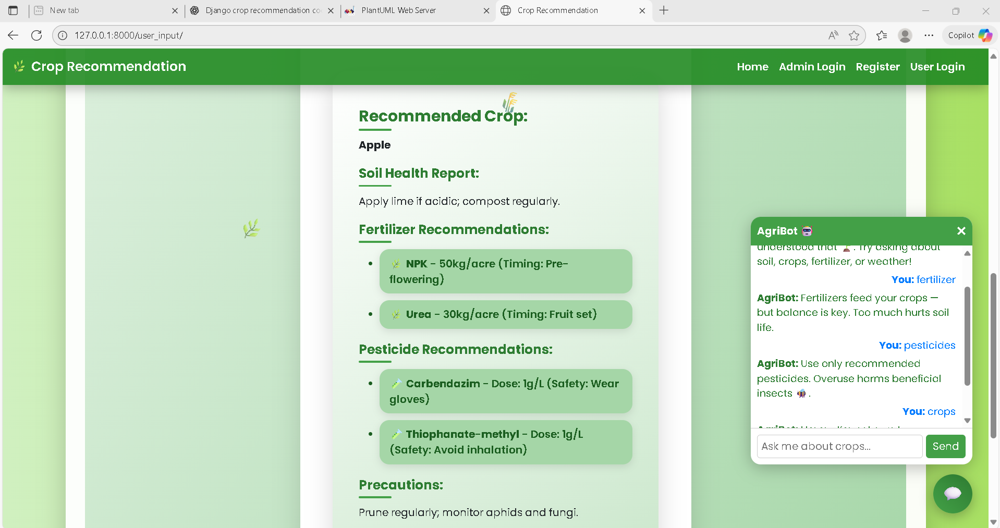 New tab
Django crop recommendation co
PlantUML Web Server
Crop Recommendation
127.0.0.1:8000/user_input/
Copilot
Crop Recommendation
Home
Admin Login
Register
User Login
Recommended Crop:
Apple
Soil Health Report:
Apply lime if acidic; compost regularly.
Fertilizer Recommendations:
NPK - 50kg/acre (Timing: Pre-
flowering)
Urea - 30kg/acre (Timing: Fruit set)
Pesticide Recommendations:
Carbendazim - Dose: 1g/L (Safety: Wear
gloves)
Thiophanate-methyl - Dose: 1g/L
(Safety: Avoid inhalation)
Precautions:
Prune regularly; monitor aphids and fungi.
AgriBot
understood that . Try asking about
soil, crops, fertilizer, or weather!
You: fertilizer
AgriBot: Fertilizers feed your crops —
but balance is key. Too much hurts soil
life.
You: pesticides
AgriBot: Use only recommended
pesticides. Overuse harms beneficial
insects .
You: crops
AgriBot:
Ask me about crops...
Send